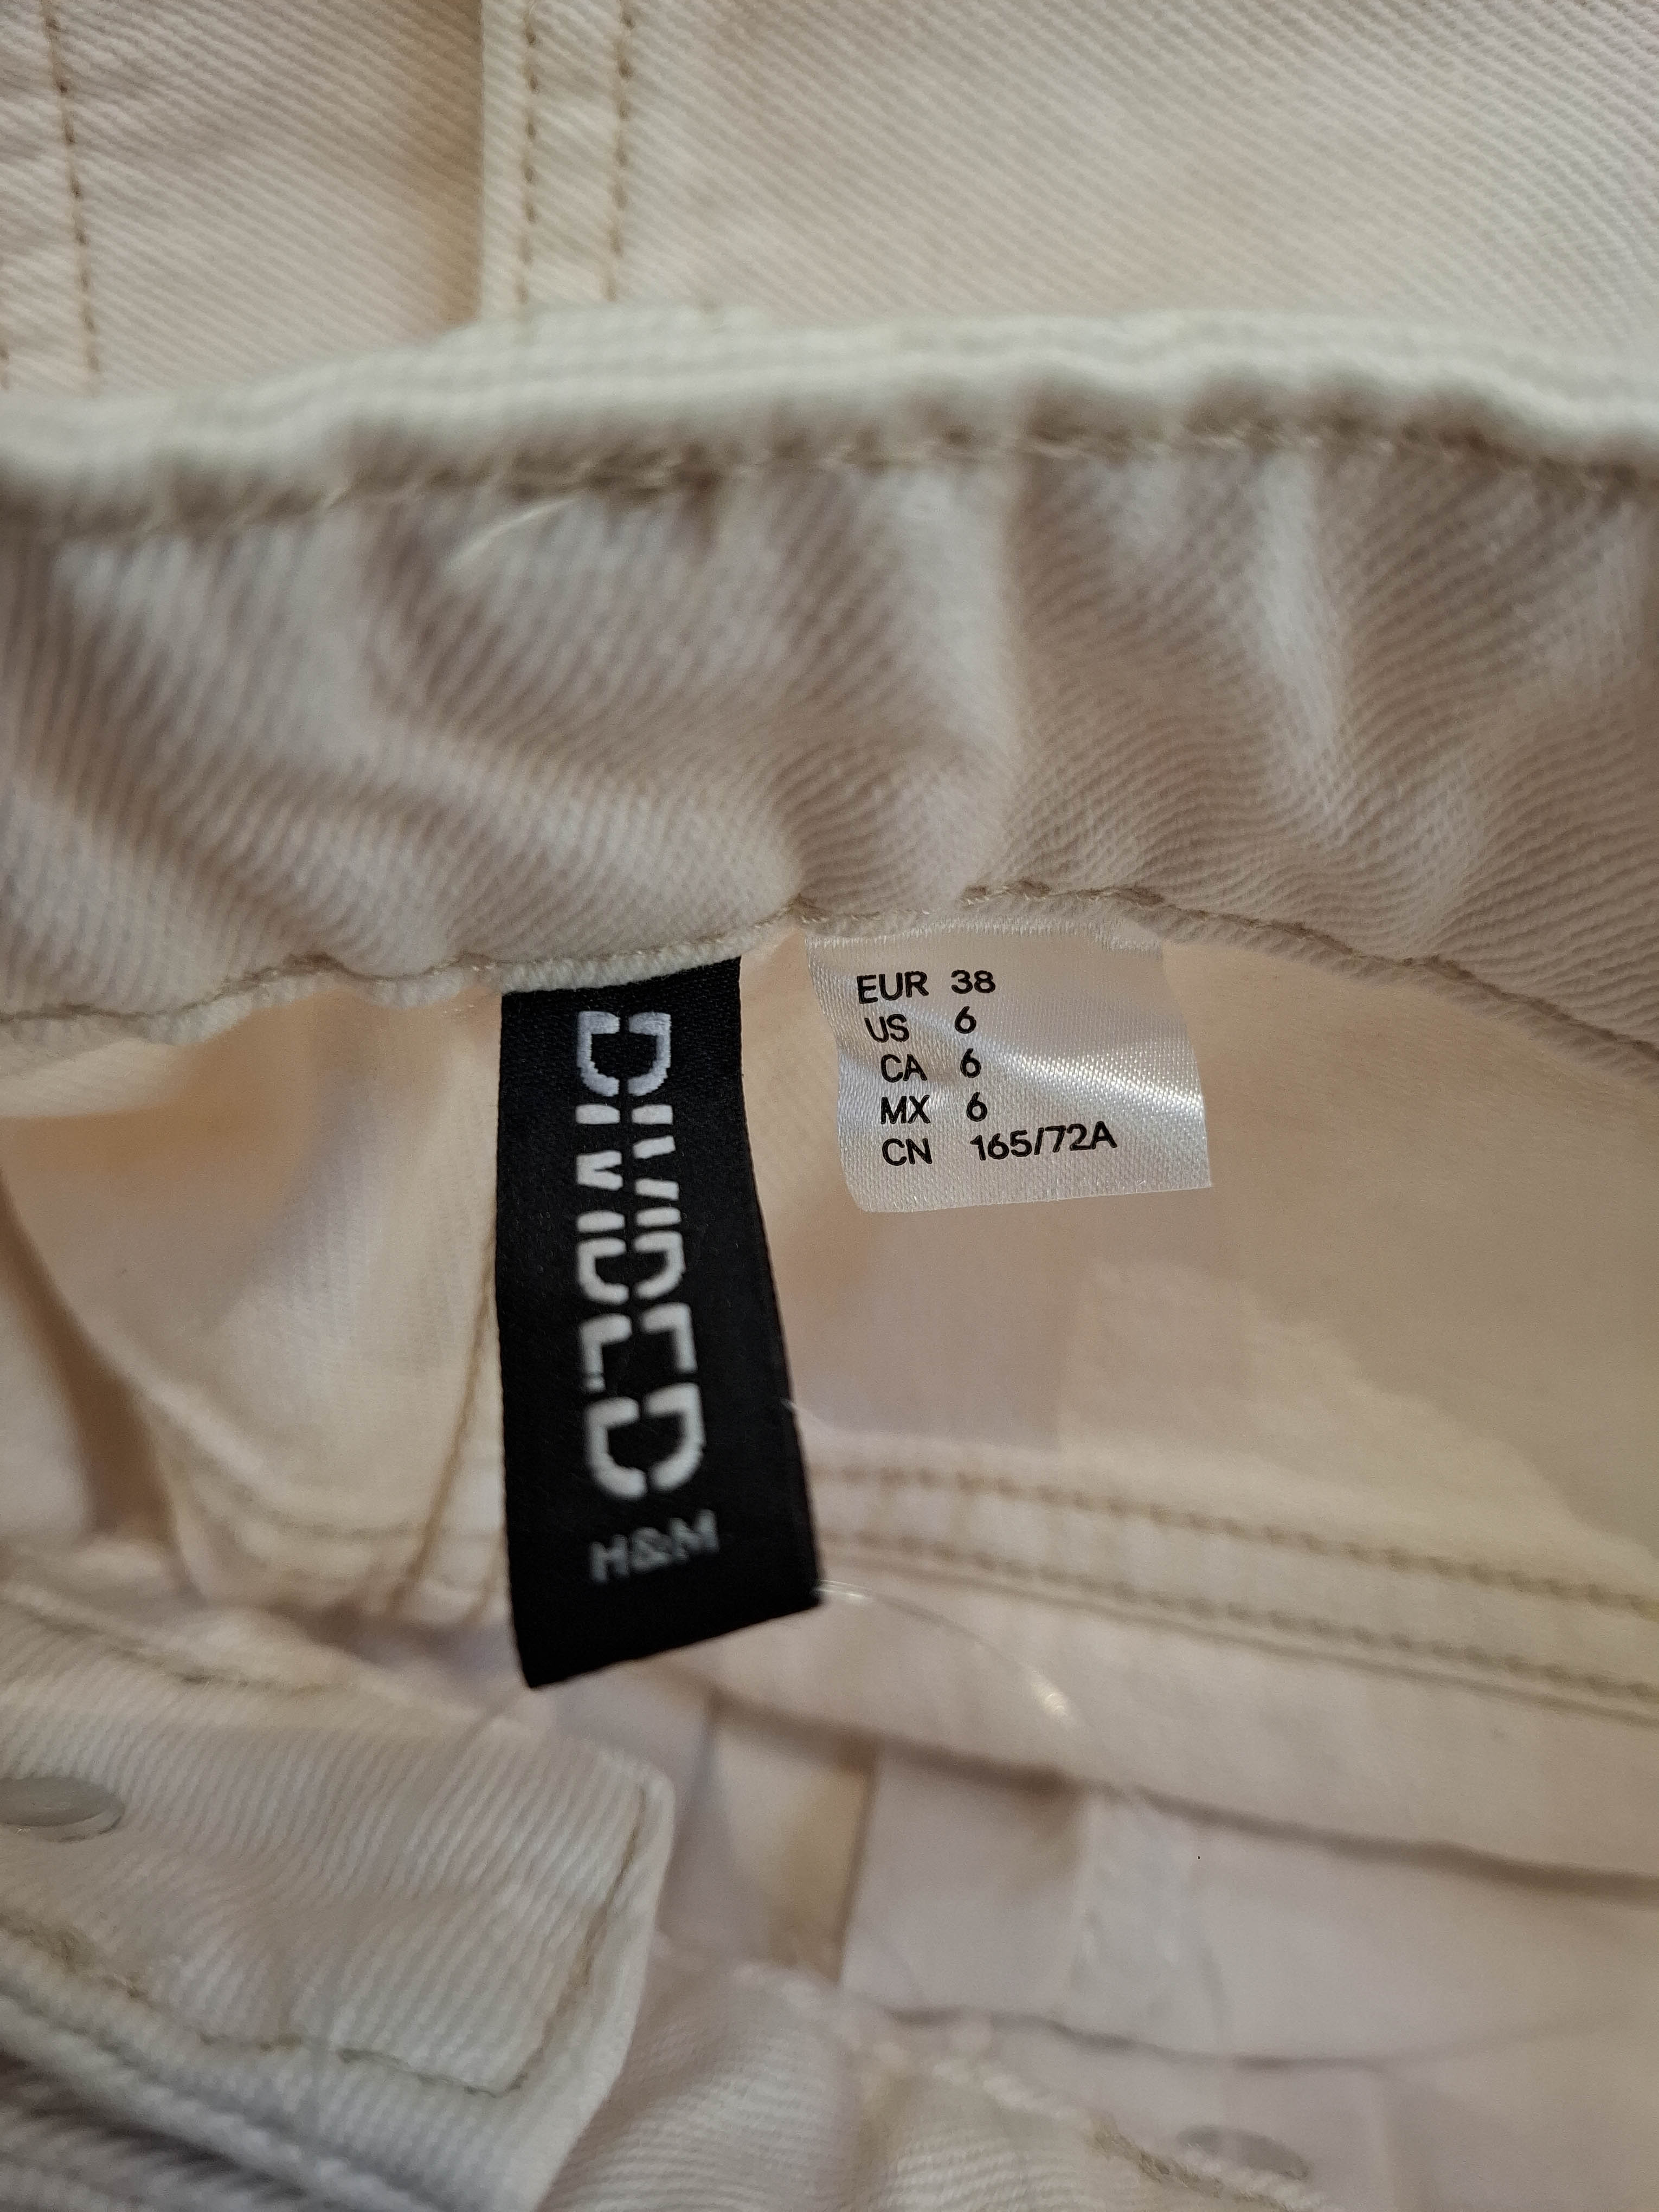 DIVIDED
H&M
EUR 38
US 6
CA 6
MX 6
CN 165/72A